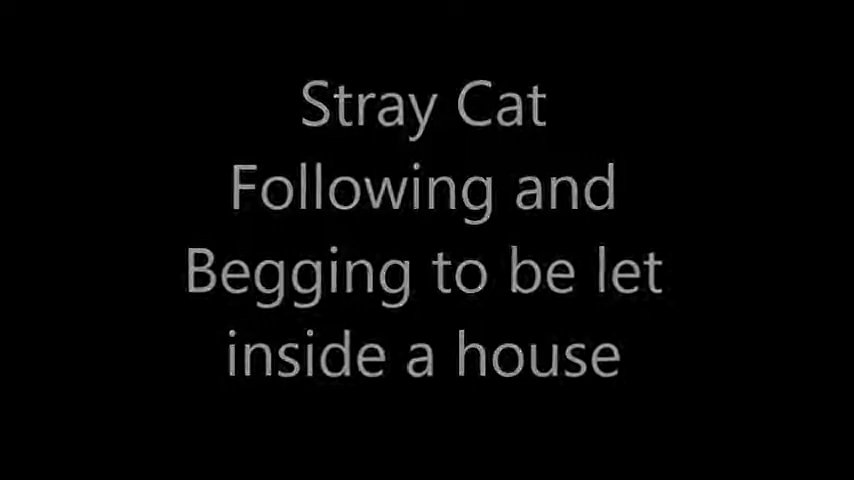 Stray Cat
Following and
Begging to be let
inside a house